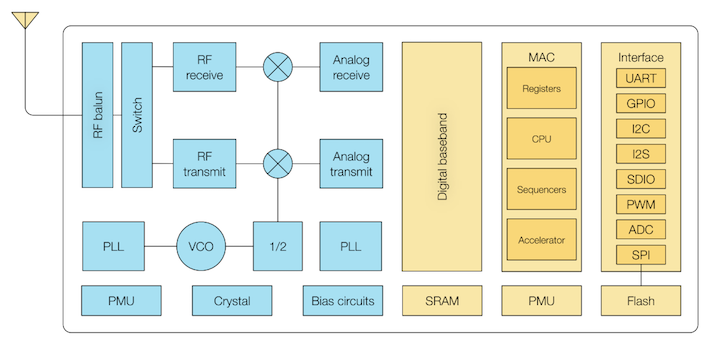 RF balun
Switch
RF
receive
Analog
receive
RF
transmit
Analog
transmit
PLL
VCO
1/2
PLL
PMU
Crystal
Bias circuits
Digital baseband
SRAM
MAC
Registers
CPU
Sequencers
Accelerator
PMU
Interface
UART
GPIO
I2C
I2S
SDIO
PWM
ADC
SPI
Flash